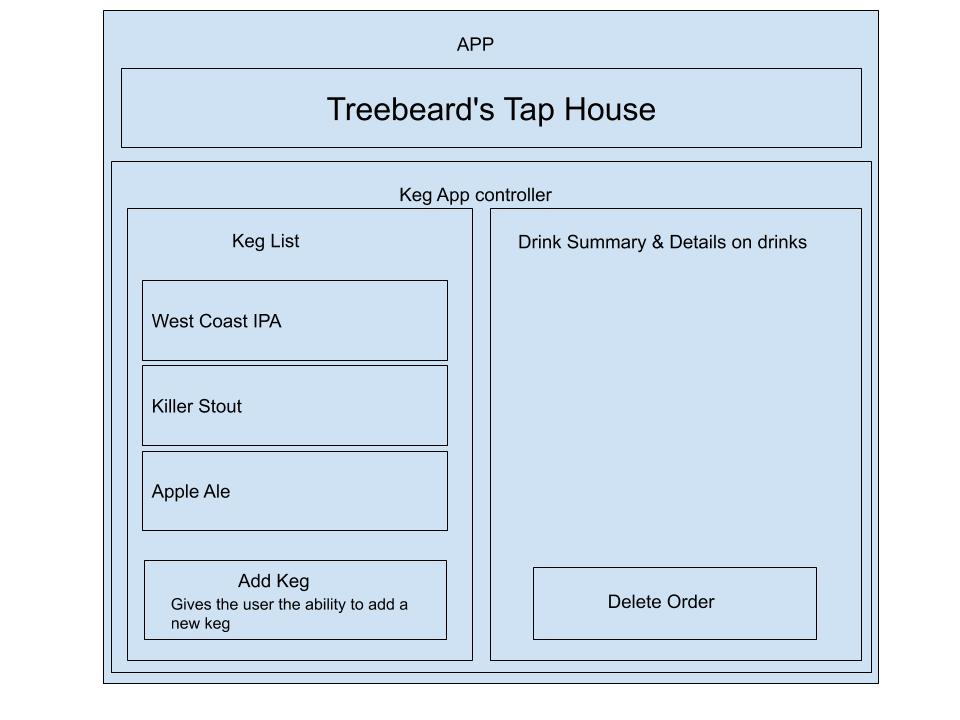 APP
Treebeard's Tap House
Keg App controller
Keg List
West Coast IPA
Killer Stout
Apple Ale
Add Keg
Gives the user the ability to add a
new keg
Drink Summary & Details on drinks
Delete Order